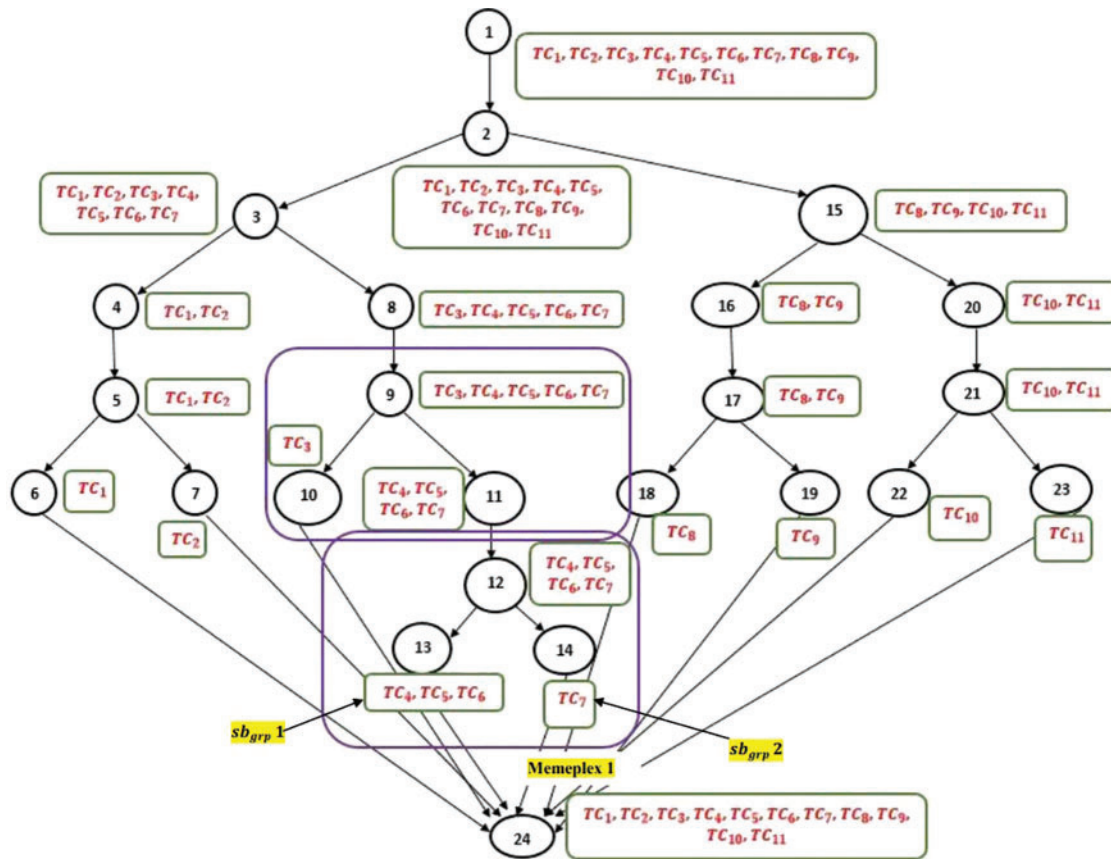 1
TC₁, TC₂, TC₃, TC₄, TC₅, TC₆, TC₇, TC₈, TC₉,
TC₁₀, TC₁₁
2
TC₁, TC₂, TC₃, TC₄,
TC₅, TC₆, TC₇
3
TC₁, TC₂, TC₃, TC₄, TC₅,
TC₆, TC₇, TC₈, TC₉,
TC₁₀, TC₁₁
15
TC₈, TC₉, TC₁₀, TC₁₁
4
TC₁, TC₂
8
TC₃, TC₄, TC₅, TC₆, TC₇
16
TC₈, TC₉
20
TC₁₀, TC₁₁
5
TC₁, TC₂
9
TC₃, TC₄, TC₅, TC₆, TC₇
17
TC₈, TC₉
21
TC₁₀, TC₁₁
6
TC₁
7
TC₂
TC₃
10
TC₄, TC₅,
TC₆, TC₇
11
18
TC₈
19
TC₉
22
TC₁₀
23
TC₁₁
12
TC₄, TC₅,
TC₆, TC₇
13
14
TC₄, TC₅, TC₆
TC₇
sb_grp 1
sb_grp 2
Memeplex 1
24
TC₁, TC₂, TC₃, TC₄, TC₅, TC₆, TC₇, TC₈, TC₉,
TC₁₀, TC₁₁